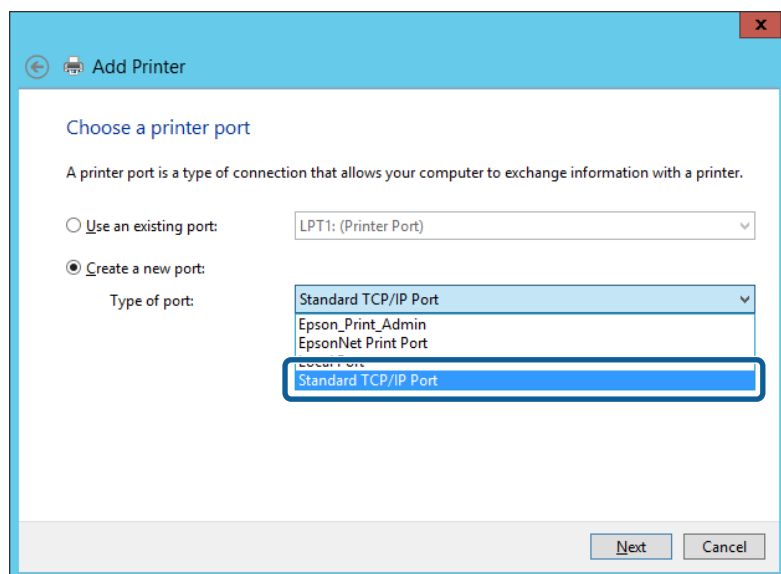 x
Add Printer
Choose a printer port
A printer port is a type of connection that allows your computer to exchange information with a printer.
Use an existing port: LPT1: (Printer Port)
Create a new port:
Type of port: Standard TCP/IP Port
Epson_Print_Admin
EpsonNet Print Port
Local Port
Standard TCP/IP Port
Next Cancel